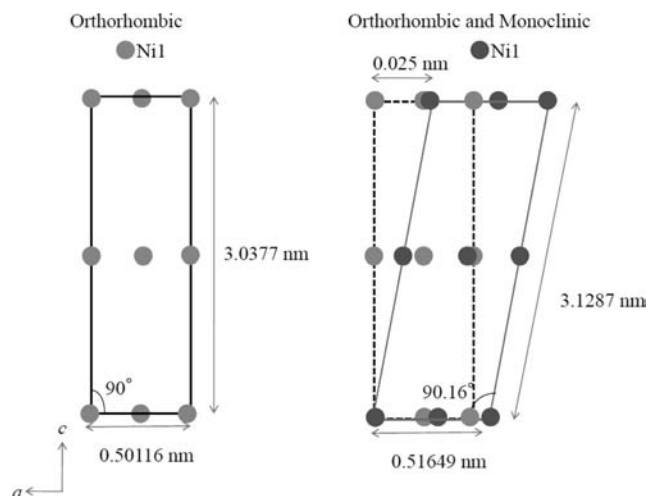 Orthorhombic
Ni1
90°
3.0377 nm
0.50116 nm
c
a
Orthorhombic and Monoclinic
Ni1
0.025 nm
3.1287 nm
90.16°
0.51649 nm